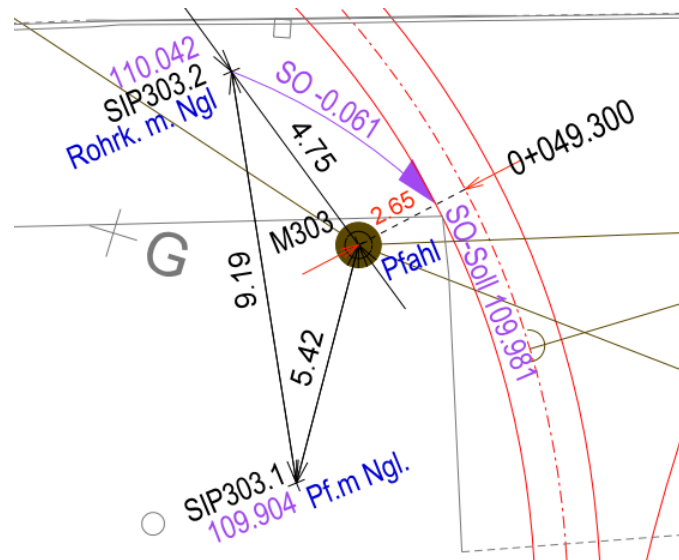 110.042
SIP303.2
Rohrk. m. Ngl
SO -0.061
4.75
0+049.300
2.65
M303
G
Pfahl
SO-Soll 109.981
9.19
5.42
SIP303.1
109.904
Pf.m Ngl.